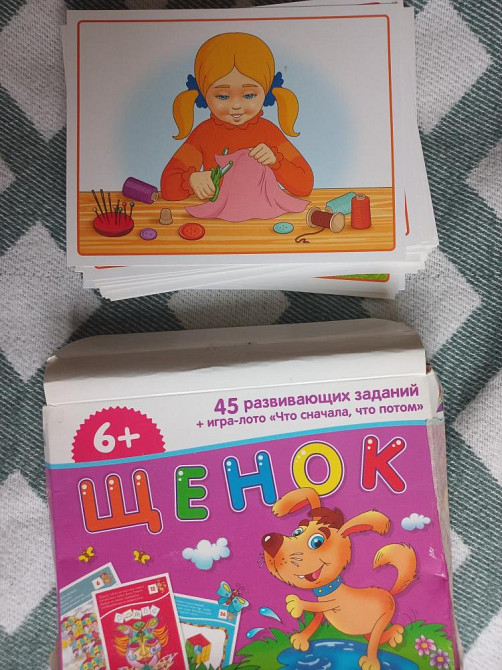 45 развивающих заданий
+ игра-лото «Что сначала, что потом»
6+
ЩЕНОК